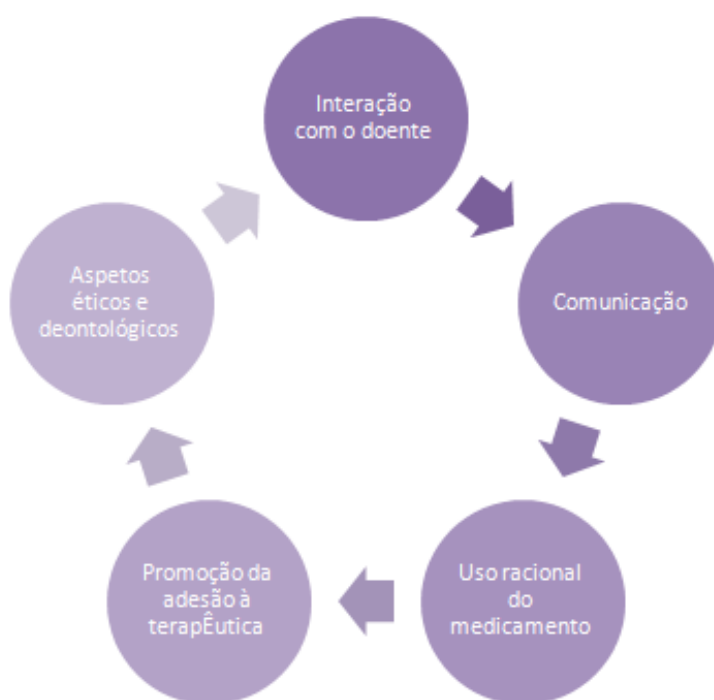 Interação
com o doente
Comunicação
Uso racional
do
medicamento
Promoção da
adesão à
terapÊutica
Aspetos
éticos e
deontológicos